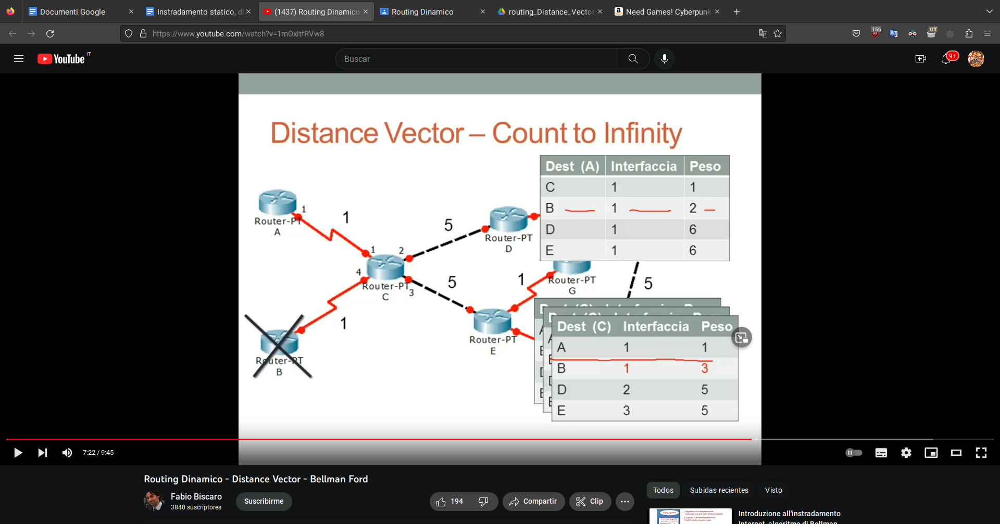 Documenti Google
Instradamento statico, di
(1437) Routing Dinamico
Routing Dinamico
routing_Distance_Vector_
Need Games! Cyberpunk
https://www.youtube.com/watch?v=1mOxltfRVw8
156
Off
YouTube IT
Buscar
9+
Distance Vector – Count to Infinity
Dest (A) Interfaccia Peso
C 1 1
B 1 2
D 1 6
E 1 6
1
Router-PT
A
1
5
Router-PT
D
1
2
4
Router-PT
C
3
5
1
Router-PT
G
5
1
Router-PT
B
Router-PT
E
Dest (C) Interfaccia Peso
A 1 1
B 1 3
D 2 5
E 3 5
7:22 / 9:45
Routing Dinamico - Distance Vector - Bellman Ford
Fabio Biscaro
3840 suscriptores
Suscribirme
194
Compartir
Clip
Todos
Subidas recientes
Visto
Introduzione all'instradamento
Internet, algoritmo di Bellman